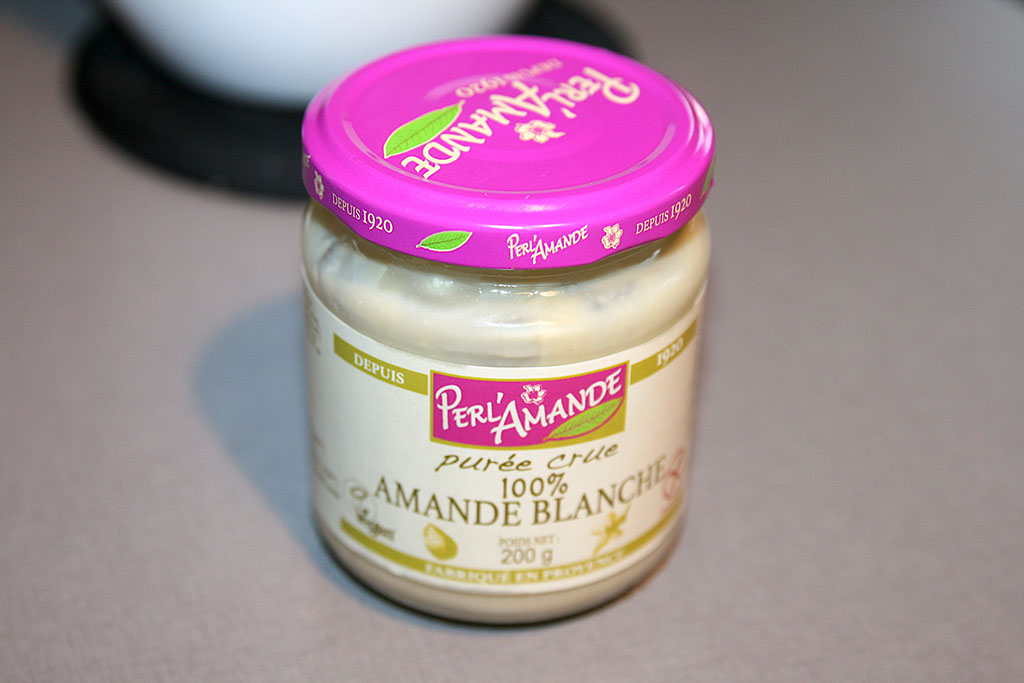 PERL'AMANDE
DEPUIS 1920
DEPUIS 1920
PERL'AMANDE
DEPUIS 1920
DEPUIS
1920
PERL'AMANDE
purée crue
100%
AMANDE BLANCHE
Vegan
POIDS NET :
200 g
FABRIQUÉ EN PROVENCE